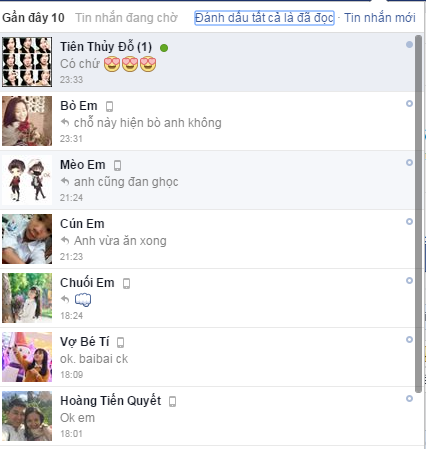 Gần đây 10 Tin nhắn đang chờ Đánh dấu tất cả là đã đọc · Tin nhắn mới
Tiên Thủy Đỗ (1)
Có chứ 😍😍😍
23:33
Bò Em
chỗ này hiện bò anh không
23:31
Mèo Em
anh cũng đan ghọc
21:24
Cún Em
Anh vừa ăn xong
21:23
Chuối Em
18:24
Vợ Bé Tí
ok. baibai ck
18:09
Hoàng Tiến Quyết
Ok em
18:01